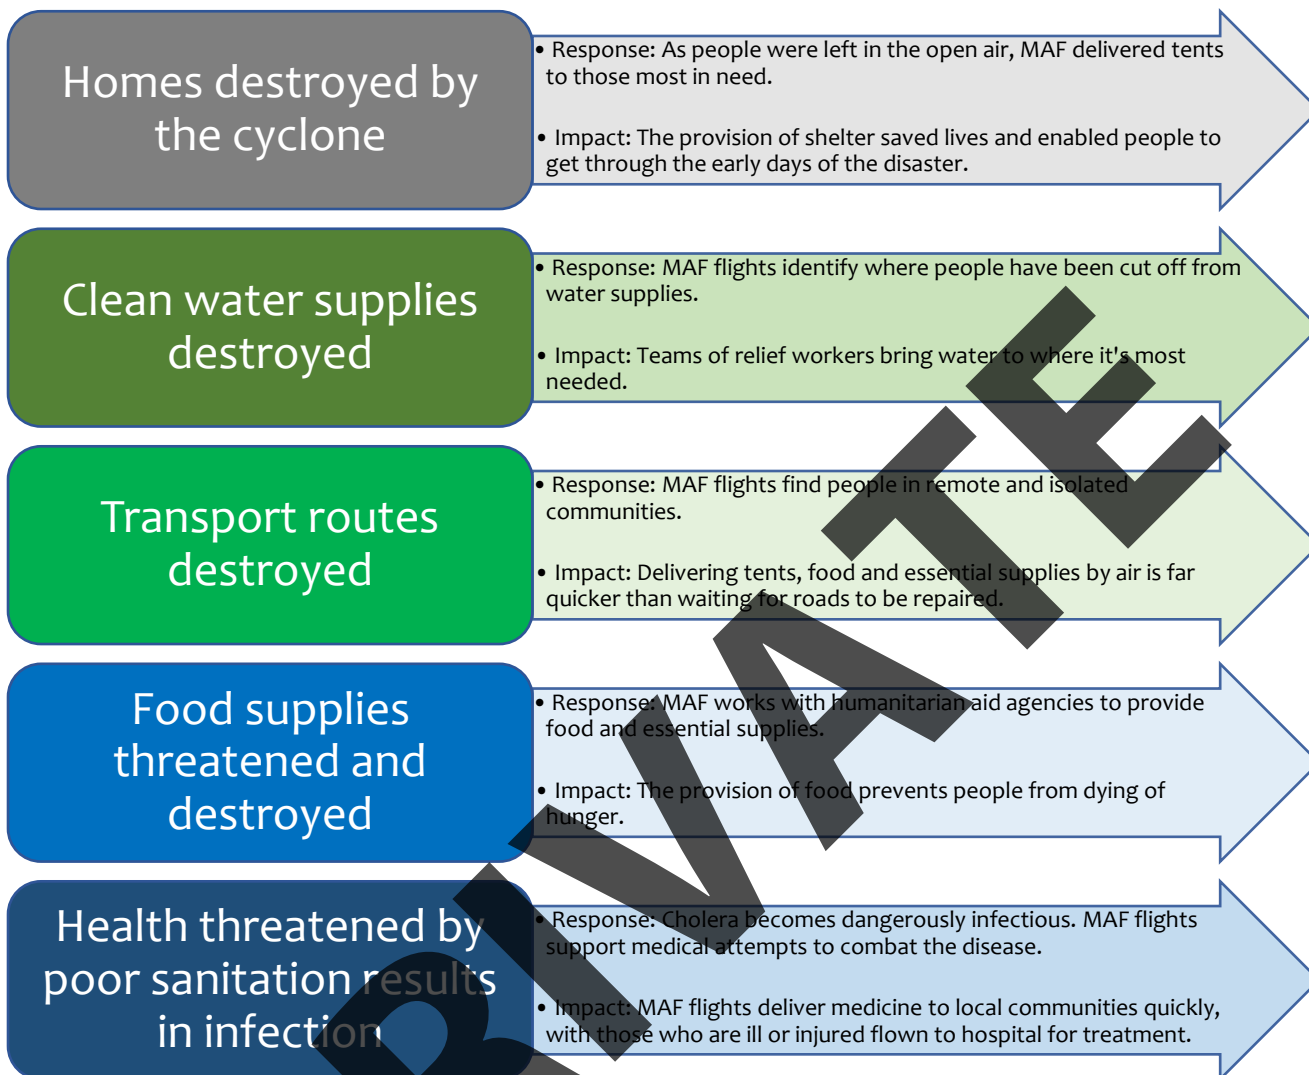 Homes destroyed by
the cyclone
• Response: As people were left in the open air, MAF delivered tents
to those most in need.
• Impact: The provision of shelter saved lives and enabled people to
get through the early days of the disaster.
Clean water supplies
destroyed
• Response: MAF flights identify where people have been cut off from
water supplies.
• Impact: Teams of relief workers bring water to where it's most
needed.
Transport routes
destroyed
• Response: MAF flights find people in remote and isolated
communities.
• Impact: Delivering tents, food and essential supplies by air is far
quicker than waiting for roads to be repaired.
Food supplies
threatened and
destroyed
• Response: MAF works with humanitarian aid agencies to provide
food and essential supplies.
• Impact: The provision of food prevents people from dying of
hunger.
Health threatened by
poor sanitation results
in infection
• Response: Cholera becomes dangerously infectious. MAF flights
support medical attempts to combat the disease.
• Impact: MAF flights deliver medicine to local communities quickly,
with those who are ill or injured flown to hospital for treatment.
RIVATE